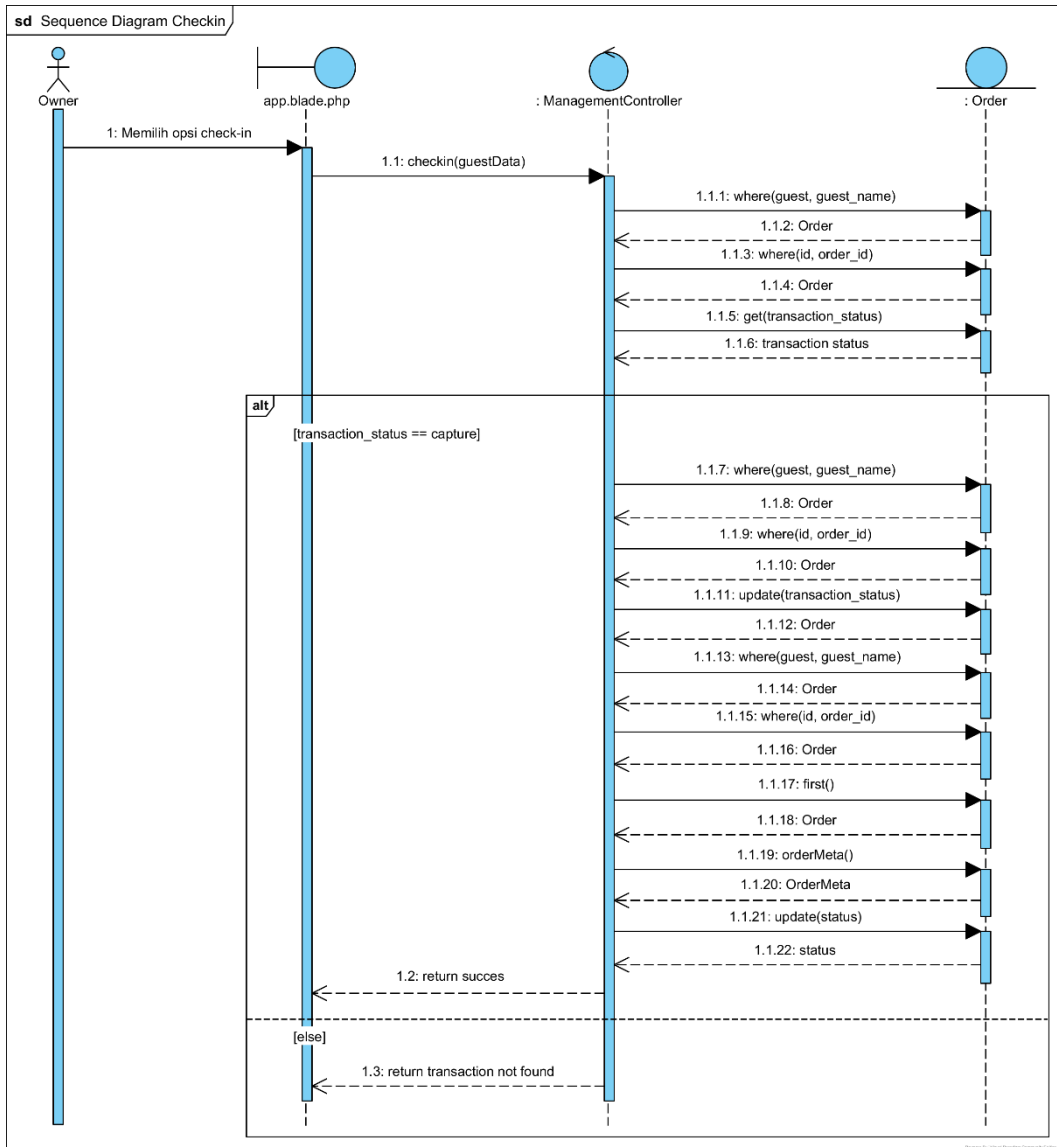 sd Sequence Diagram Checkin
Owner
app.blade.php
: ManagementController
: Order
1: Memilih opsi check-in
1.1: checkin(guestData)
1.1.1: where(guest, guest_name)
1.1.2: Order
1.1.3: where(id, order_id)
1.1.4: Order
1.1.5: get(transaction_status)
1.1.6: transaction status
alt
[transaction_status == capture]
1.1.7: where(guest, guest_name)
1.1.8: Order
1.1.9: where(id, order_id)
1.1.10: Order
1.1.11: update(transaction_status)
1.1.12: Order
1.1.13: where(guest, guest_name)
1.1.14: Order
1.1.15: where(id, order_id)
1.1.16: Order
1.1.17: first()
1.1.18: Order
1.1.19: orderMeta()
1.1.20: OrderMeta
1.1.21: update(status)
1.1.22: status
1.2: return succes
[else]
1.3: return transaction not found